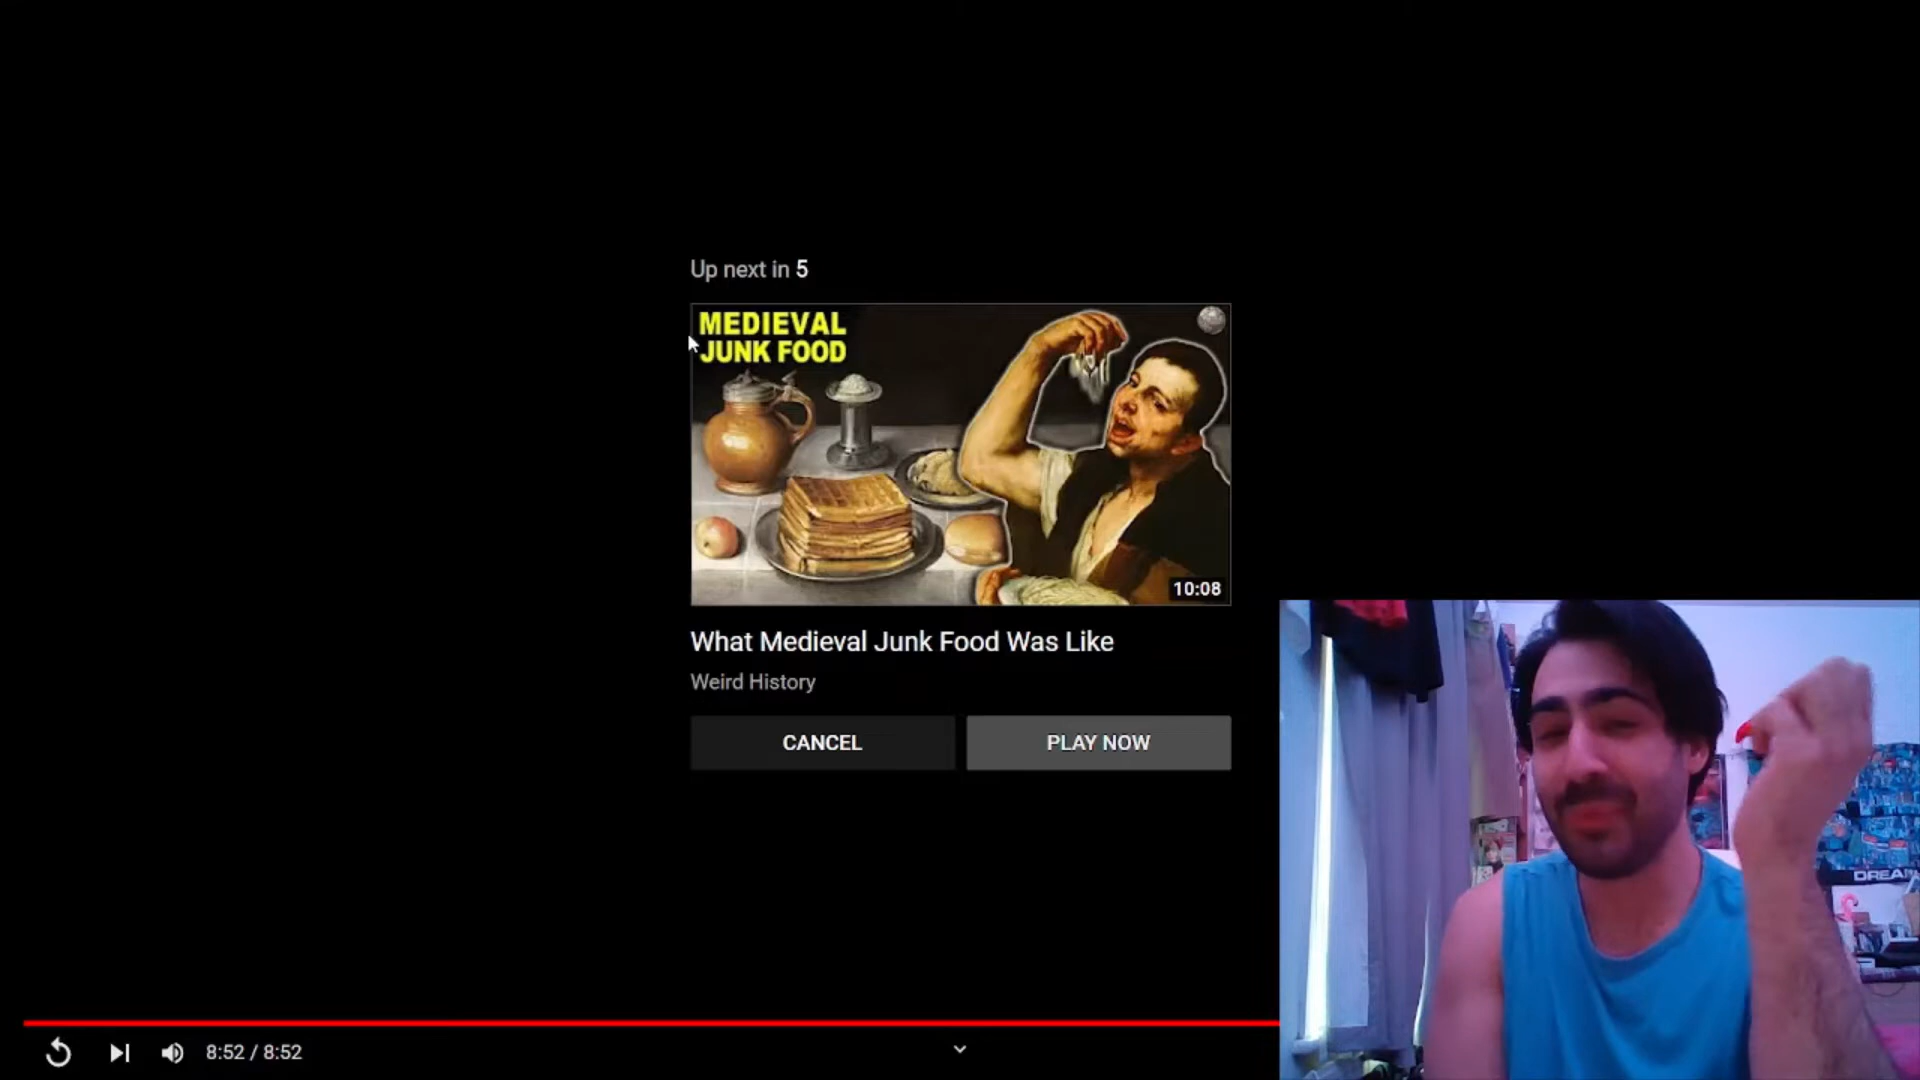 Up next in 5
MEDIEVAL
JUNK FOOD
10:08
What Medieval Junk Food Was Like
Weird History
CANCEL
PLAY NOW
8:52 / 8:52